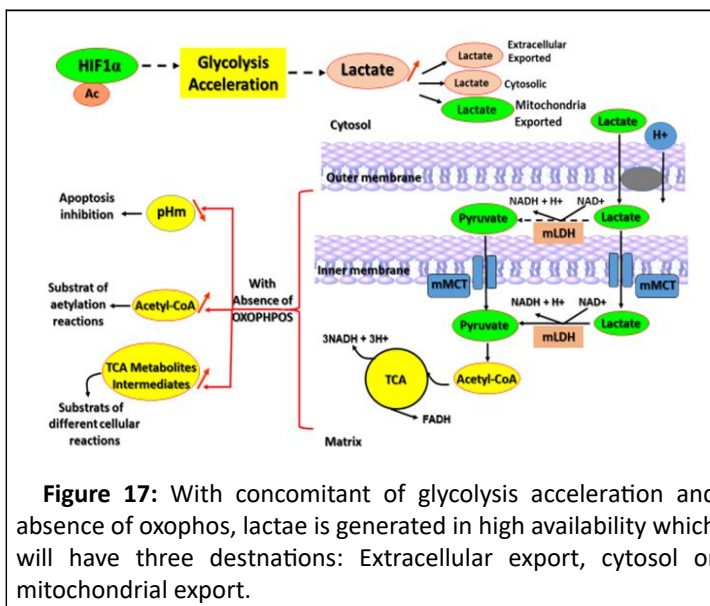 HIF1α
Ac
Glycolysis
Acceleration
Lactate
Lactate
Extracellular
Exported
Lactate
Cytosolic
Lactate
Mitochondria
Exported
Cytosol
Lactate
H+
Outer membrane
NADH + H+
NAD+
Pyruvate
Lactate
mLDH
Inner membrane
mMCT
mMCT
NADH + H+
NAD+
Pyruvate
Lactate
mLDH
3NADH + 3H+
TCA
Acetyl-CoA
FADH
Matrix
Apoptosis
inhibition
pHm
Substrat of
aetylation
reactions
Acetyl-CoA
With
Absence of
OXOPHPOS
TCA Metabolites
Intermediates
Substrats of
different cellular
reactions
Figure 17: With concomitant of glycolysis acceleration and
absence of oxophos, lactae is generated in high availability which
will have three destnations: Extracellular export, cytosol or
mitochondrial export.